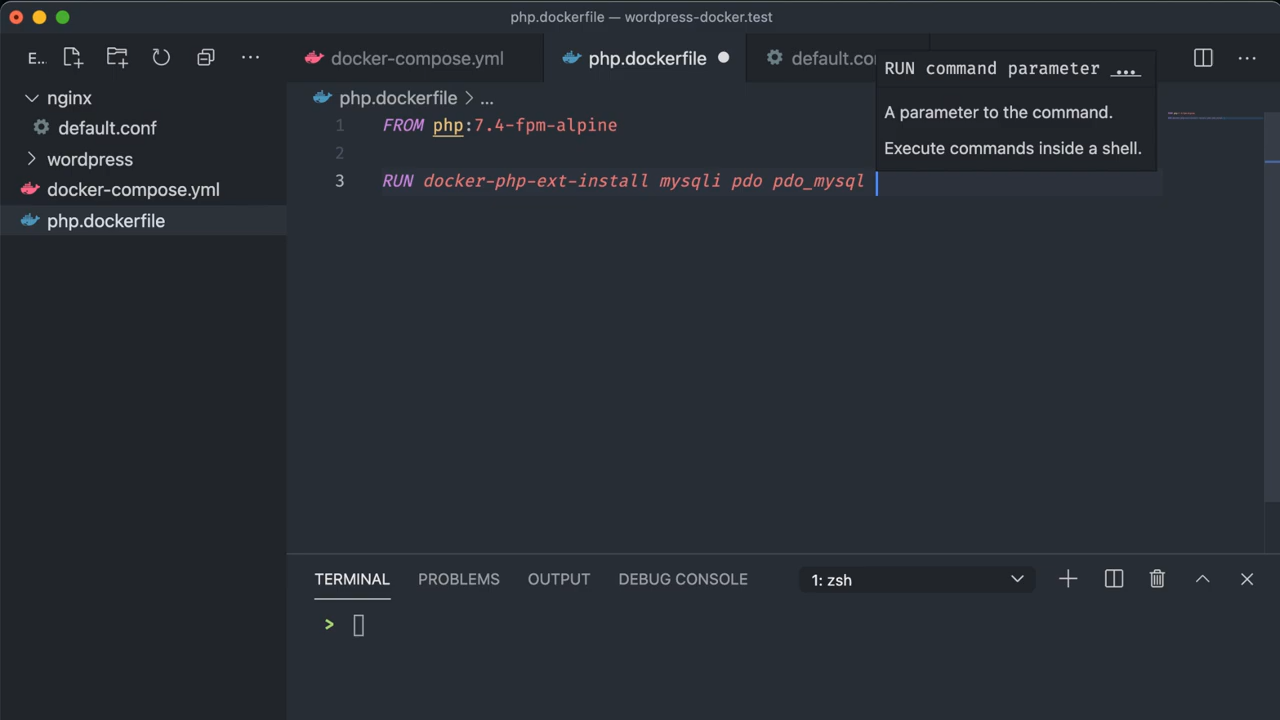 php.dockerfile — wordpress-docker.test
E...
docker-compose.yml
php.dockerfile
default.co
RUN command parameter ...
A parameter to the command.
Execute commands inside a shell.
nginx
default.conf
wordpress
docker-compose.yml
php.dockerfile
php.dockerfile > ...
1 FROM php:7.4-fpm-alpine
2
3 RUN docker-php-ext-install mysqli pdo pdo_mysql
TERMINAL PROBLEMS OUTPUT DEBUG CONSOLE 1: zsh
>